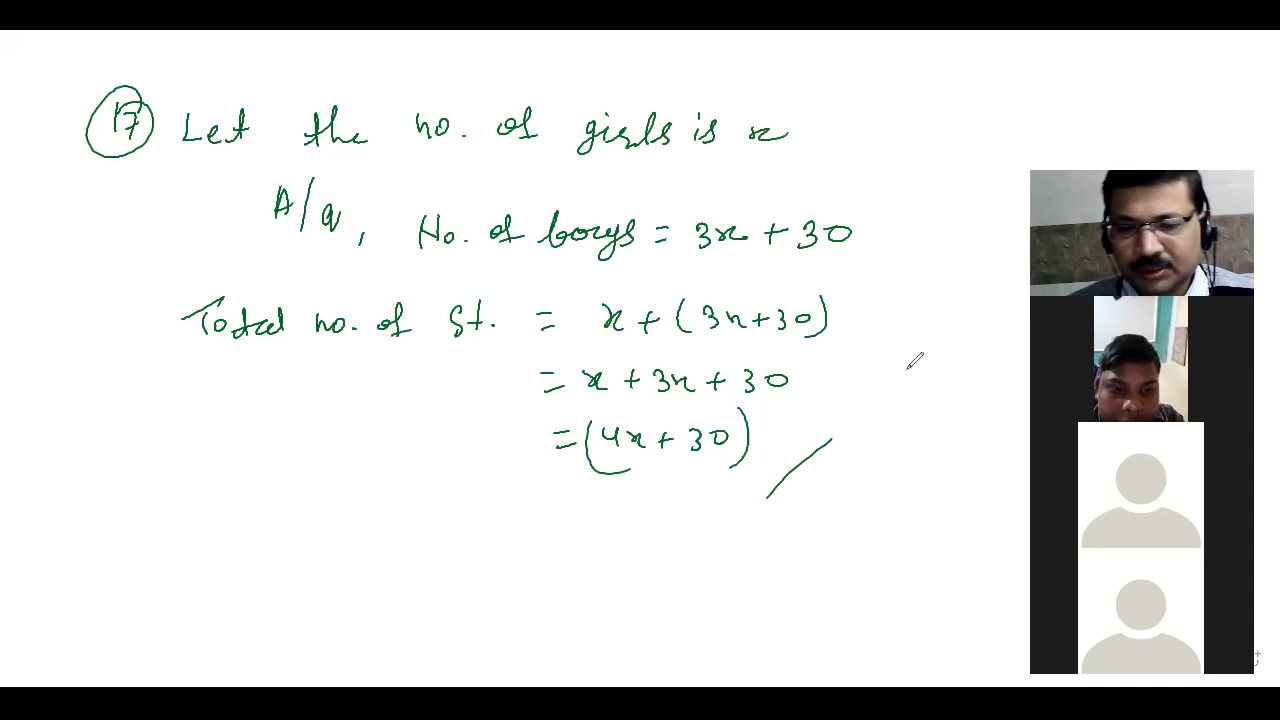 17 Let the no. of girls is x
A/q, No. of boys = 3x + 30
Total no. of St. = x + (3x + 30)
= x + 3x + 30
= (4x + 30)